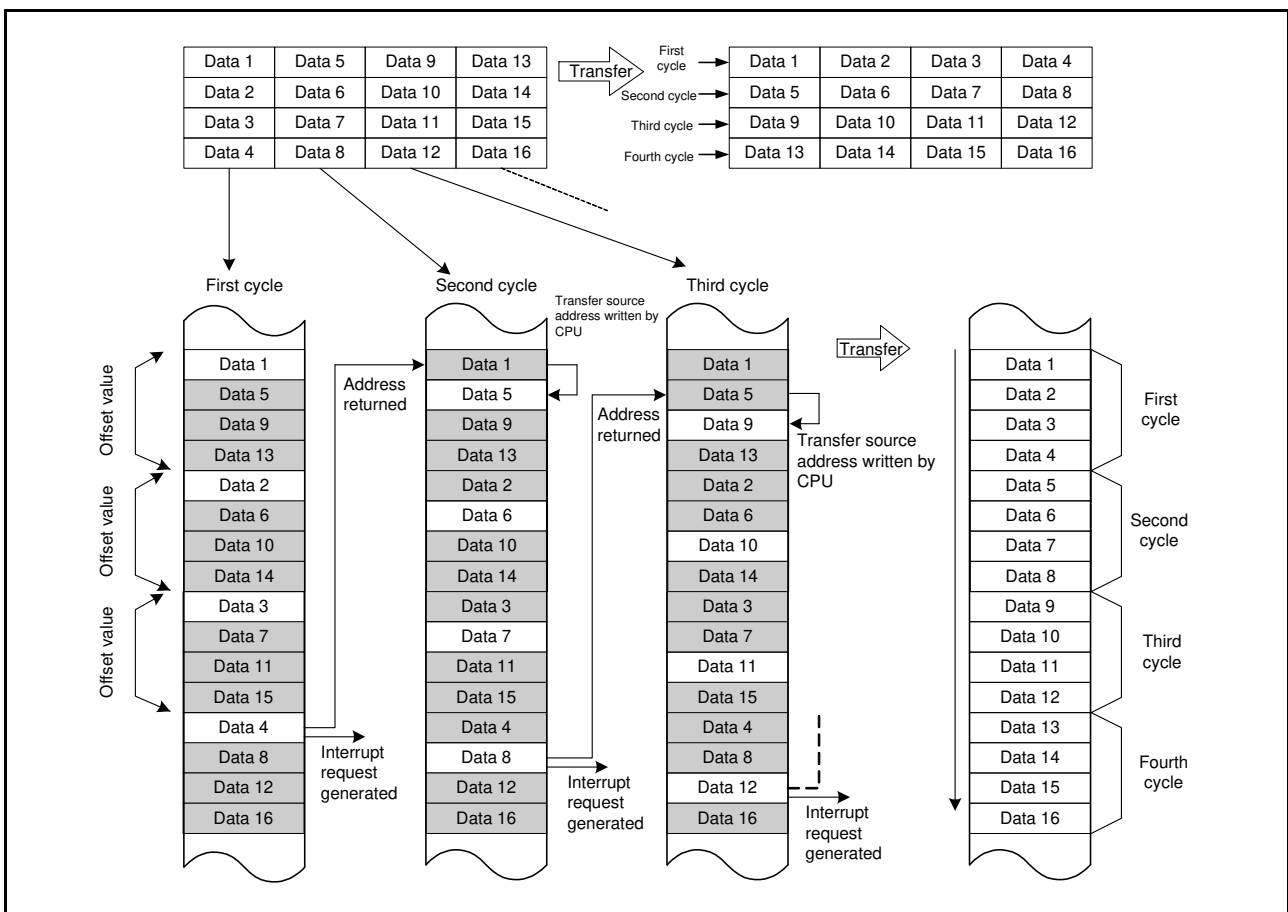 Data 1 Data 5 Data 9 Data 13
Data 2 Data 6 Data 10 Data 14
Data 3 Data 7 Data 11 Data 15
Data 4 Data 8 Data 12 Data 16
Transfer
First
cycle
Data 1 Data 2 Data 3 Data 4
Second cycle
Data 5 Data 6 Data 7 Data 8
Third cycle
Data 9 Data 10 Data 11 Data 12
Fourth cycle
Data 13 Data 14 Data 15 Data 16
First cycle
Offset value
Offset value
Offset value
Data 1
Data 5
Data 9
Data 13
Data 2
Data 6
Data 10
Data 14
Data 3
Data 7
Data 11
Data 15
Data 4
Data 8
Data 12
Data 16
Address
returned
Interrupt
request
generated
Second cycle
Transfer source
address written by
CPU
Data 1
Data 5
Data 9
Data 13
Data 2
Data 6
Data 10
Data 14
Data 3
Data 7
Data 11
Data 15
Data 4
Data 8
Data 12
Data 16
Address
returned
Interrupt
request
generated
Third cycle
Data 1
Data 5
Data 9
Data 13
Data 2
Data 6
Data 10
Data 14
Data 3
Data 7
Data 11
Data 15
Data 4
Data 8
Data 12
Data 16
Transfer source
address written by
CPU
Interrupt
request
generated
Transfer
Data 1
Data 2
Data 3
Data 4
Data 5
Data 6
Data 7
Data 8
Data 9
Data 10
Data 11
Data 12
Data 13
Data 14
Data 15
Data 16
First
cycle
Second
cycle
Third
cycle
Fourth
cycle